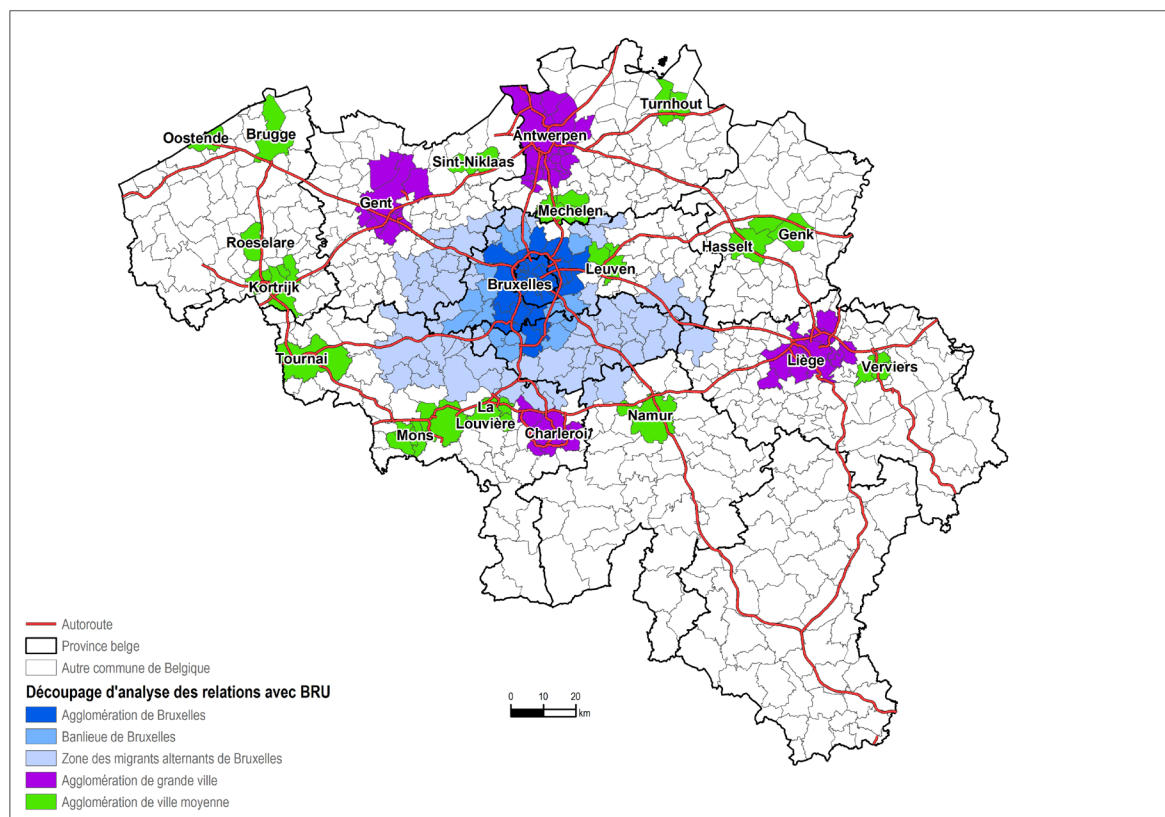 Turnhout
Oostende
Brugge
Antwerpen
Sint-Niklaas
Gent
Mechelen
Roeselare
Hasselt
Genk
Leuven
Bruxelles
Kortrijk
Tournai
Liège
Verviers
La
Louvière
Namur
Mons
Charleroi
Autoroute
Province belge
Autre commune de Belgique
Découpage d'analyse des relations avec BRU
Agglomération de Bruxelles
Banlieue de Bruxelles
Zone des migrants alternants de Bruxelles
Agglomération de grande ville
Agglomération de ville moyenne
0 10 20
km